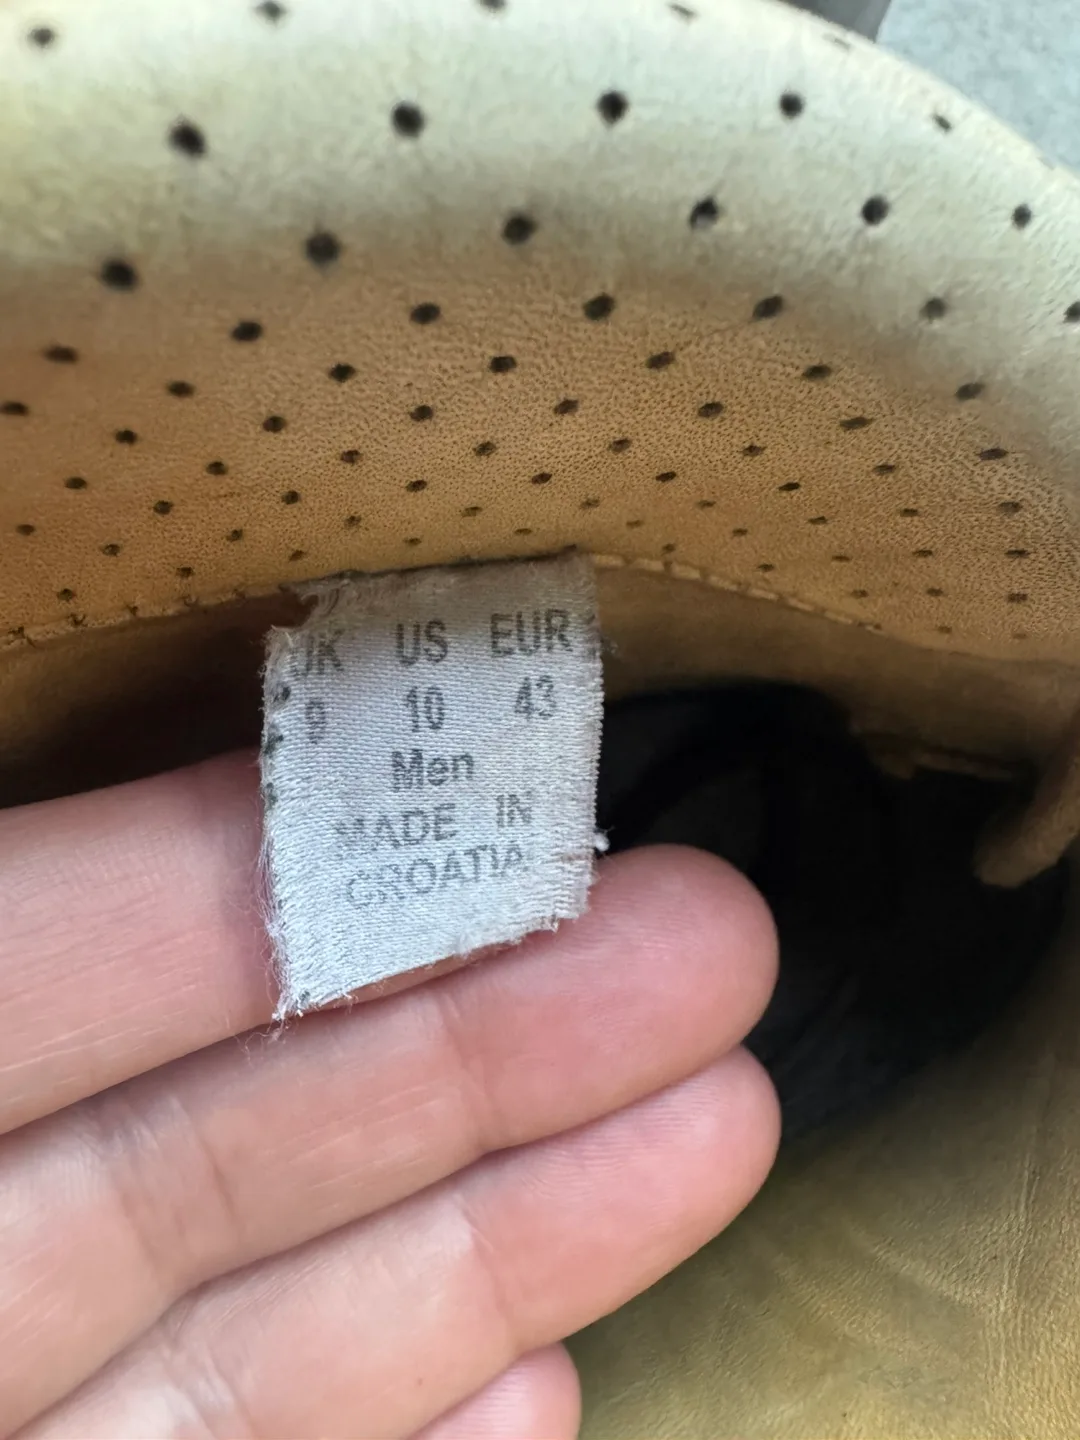 UK US EUR
9 10 43
Men
MADE IN
CROATIA